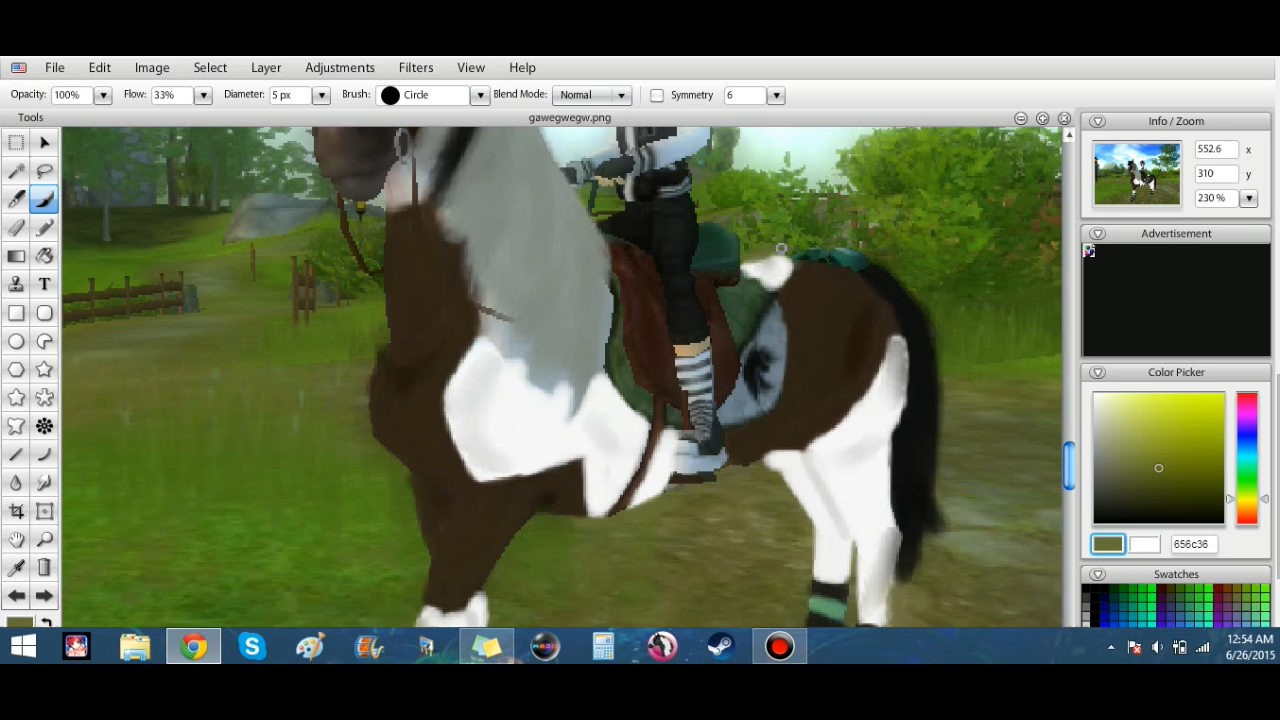 File Edit Image Select Layer Adjustments Filters View Help
Opacity: 100% Flow: 33% Diameter: 5 px Brush: Circle Blend Mode: Normal Symmetry 6
Tools
gawegwegw.png
Info / Zoom
552.6 x
310 y
230 %
Advertisement
T
Color Picker
656c36
Swatches
12:54 AM
6/26/2015